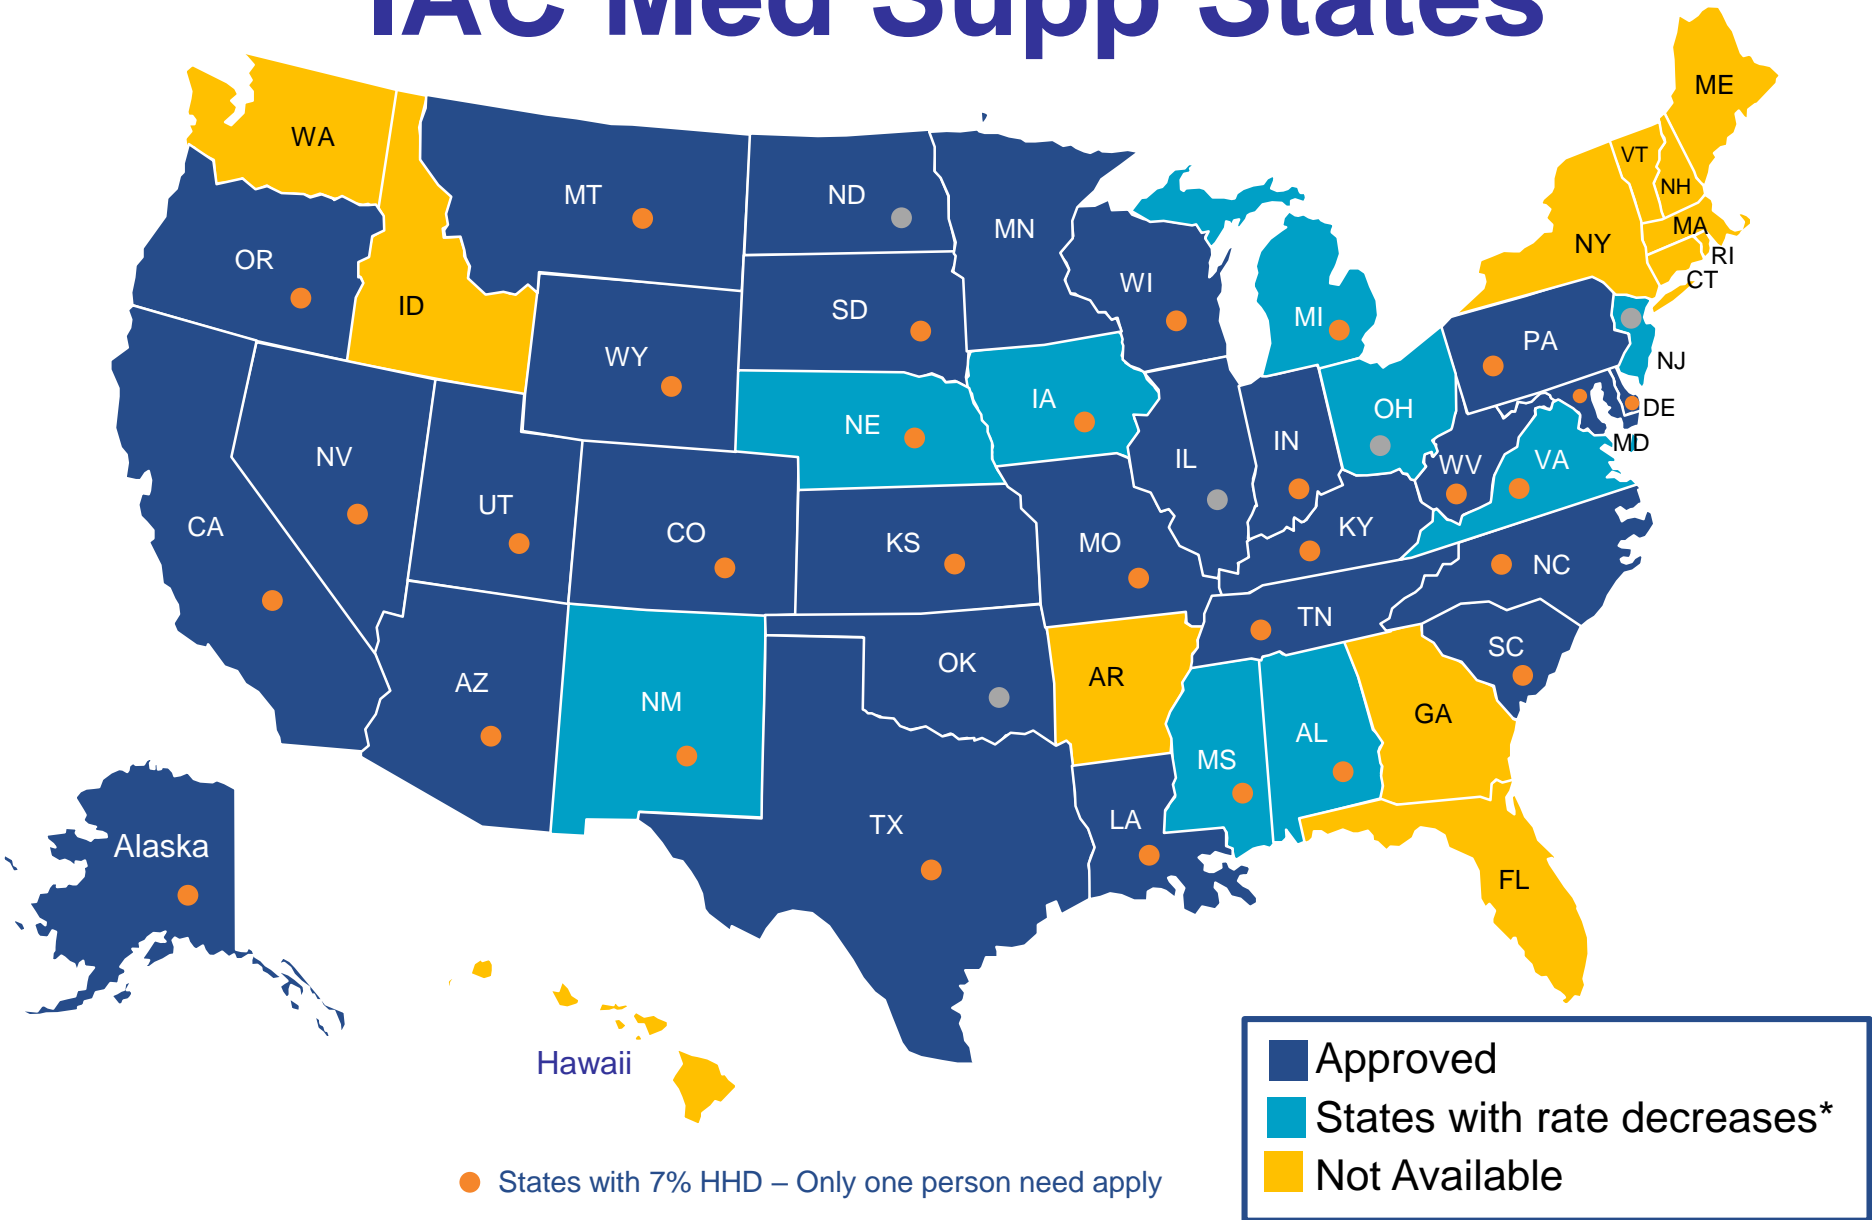 IAC Med Supp States
ME
WA
VT
NH
MT
ND
MN
MA
NY
RI
OR
CT
WI
ID
SD
MI
PA
NJ
WY
IA
OH
DE
NE
IN
MD
NV
IL
WV
VA
UT
CA
CO
KS
MO
KY
NC
TN
SC
OK
AR
AZ
NM
GA
AL
MS
TX
LA
Alaska
FL
Hawaii
Approved
States with rate decreases*
Not Available
States with 7% HHD – Only one person need apply